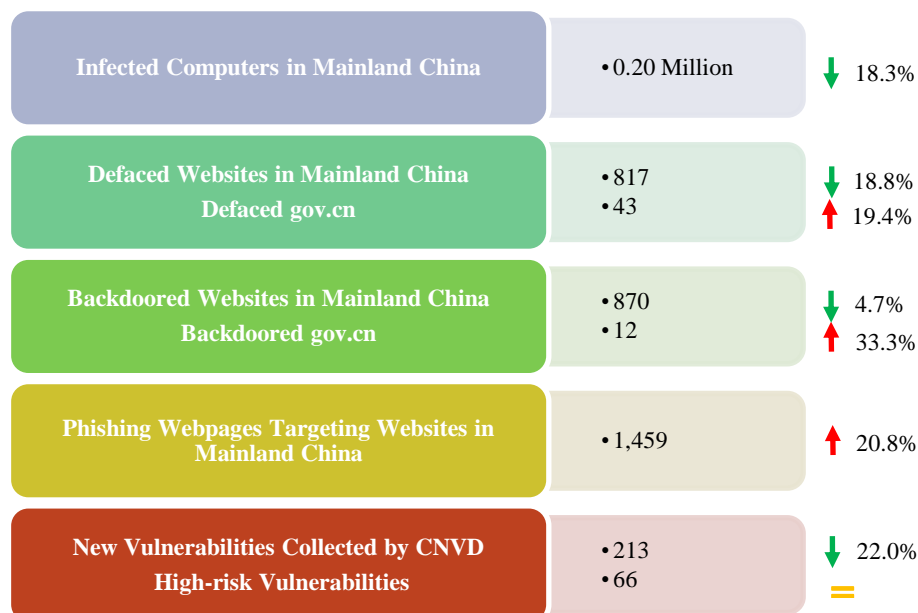 Infected Computers in Mainland China
• 0.20 Million
18.3%
Defaced Websites in Mainland China
Defaced gov.cn
• 817
• 43
18.8%
19.4%
Backdoored Websites in Mainland China
Backdoored gov.cn
• 870
• 12
4.7%
33.3%
Phishing Webpages Targeting Websites in
Mainland China
• 1,459
20.8%
New Vulnerabilities Collected by CNVD
High-risk Vulnerabilities
• 213
• 66
22.0%
=